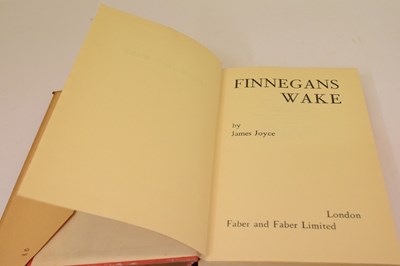 FINNEGANS
WAKE
by
James Joyce
London
Faber and Faber Limited